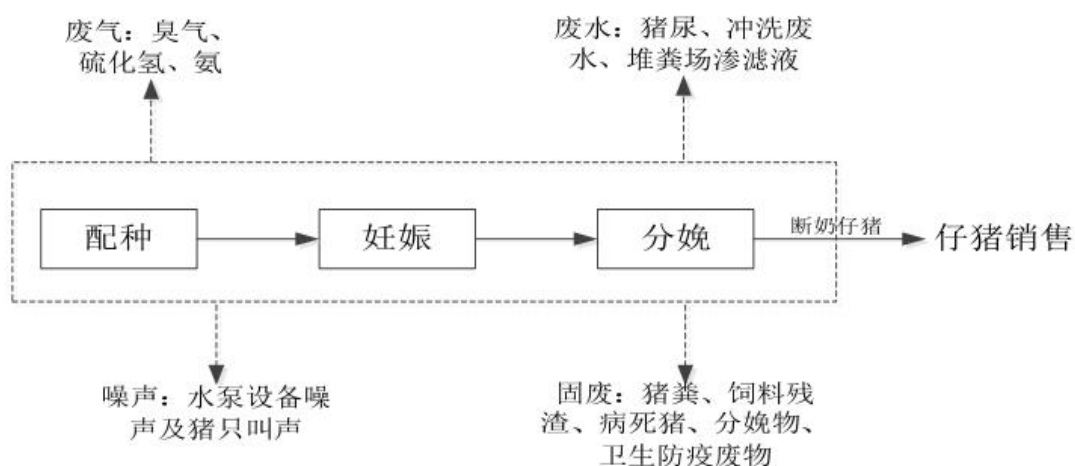 废气：臭气、
硫化氢、氨
废水：猪尿、冲洗废
水、堆粪场渗滤液
配种
妊娠
分娩
断奶仔猪
仔猪销售
噪声：水泵设备噪
声及猪只叫声
固废：猪粪、饲料残
渣、病死猪、分娩物、
卫生防疫废物